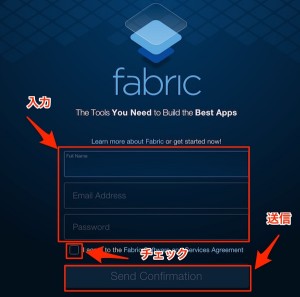 fabric
The Tools You Need to Build the Best Apps
入力
Learn more about Fabric or get started now!
Full Name
Email Address
Password
送信
I agree to the Fabric Software and Services Agreement
チェック
Send Confirmation